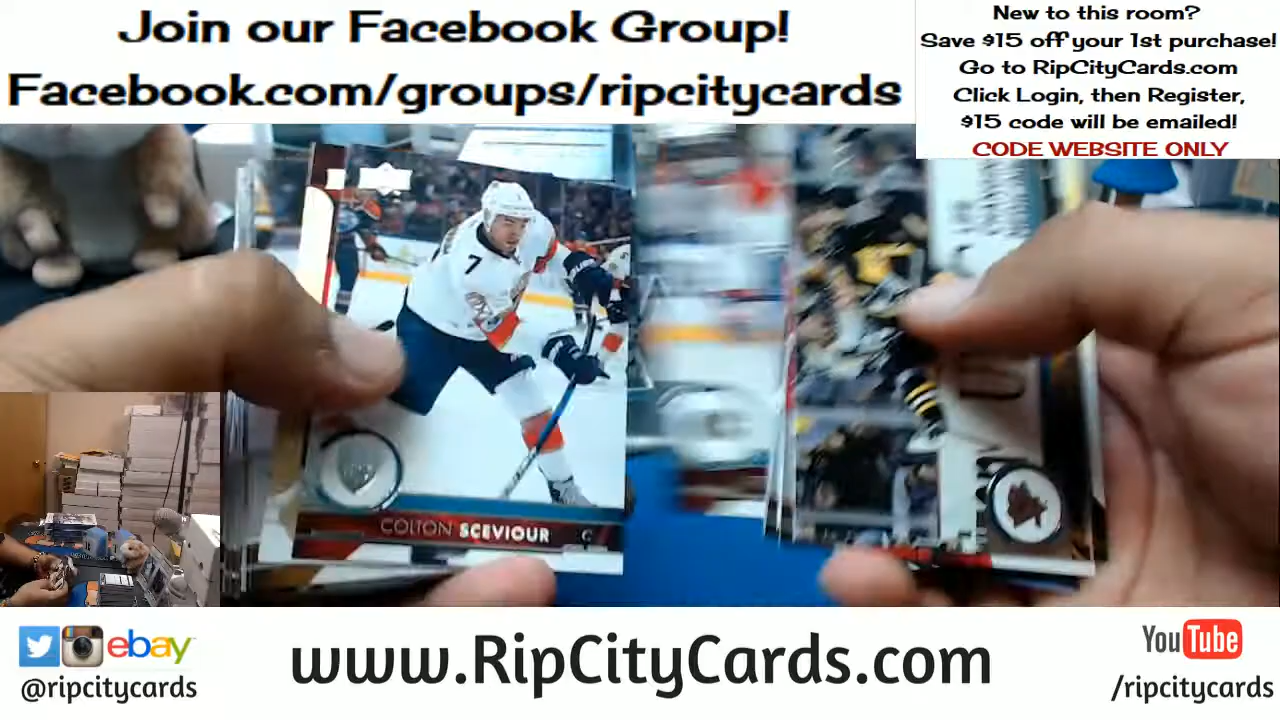 Join our Facebook Group!
Facebook.com/groups/ripcitycards
New to this room?
Save $15 off your 1st purchase!
Go to RipCityCards.com
Click Login, then Register,
$15 code will be emailed!
CODE WEBSITE ONLY
7
COLTON SCEVIOUR C
ebay
@ripcitycards
www.RipCityCards.com
YouTube
/ripcitycards